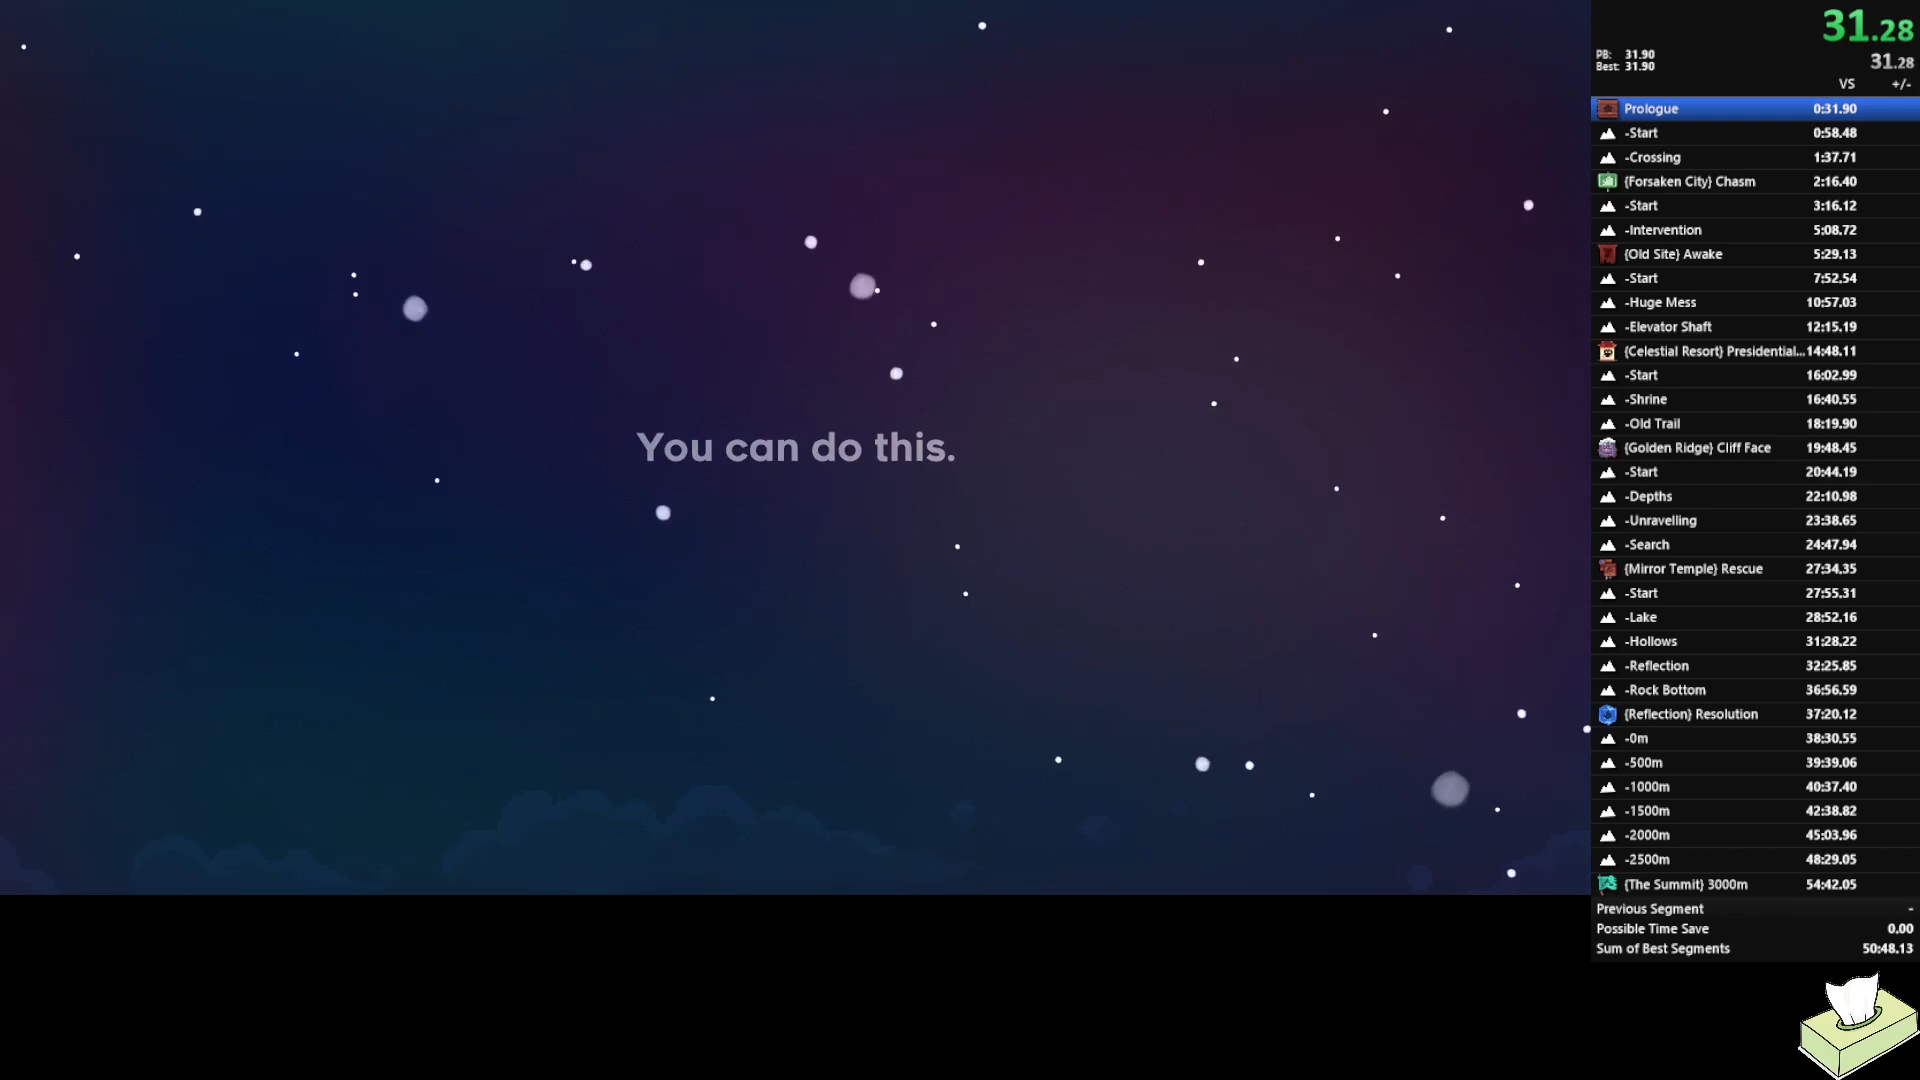 You can do this.
31.28
PB: 31.90
Best: 31.90
31.28
VS +/-
Prologue 0:31.90
-Start 0:58.48
-Crossing 1:37.71
{Forsaken City} Chasm 2:16.40
-Start 3:16.12
-Intervention 5:08.72
{Old Site} Awake 5:29.13
-Start 7:52.54
-Huge Mess 10:57.03
-Elevator Shaft 12:15.19
{Celestial Resort} Presidential... 14:48.11
-Start 16:02.99
-Shrine 16:40.55
-Old Trail 18:19.90
{Golden Ridge} Cliff Face 19:48.45
-Start 20:44.19
-Depths 22:10.98
-Unravelling 23:38.65
-Search 24:47.94
{Mirror Temple} Rescue 27:34.35
-Start 27:55.31
-Lake 28:52.16
-Hollows 31:28.22
-Reflection 32:25.85
-Rock Bottom 36:56.59
{Reflection} Resolution 37:20.12
-0m 38:30.55
-500m 39:39.06
-1000m 40:37.40
-1500m 42:38.82
-2000m 45:03.96
-2500m 48:29.05
{The Summit} 3000m 54:42.05
Previous Segment -
Possible Time Save 0.00
Sum of Best Segments 50:48.13